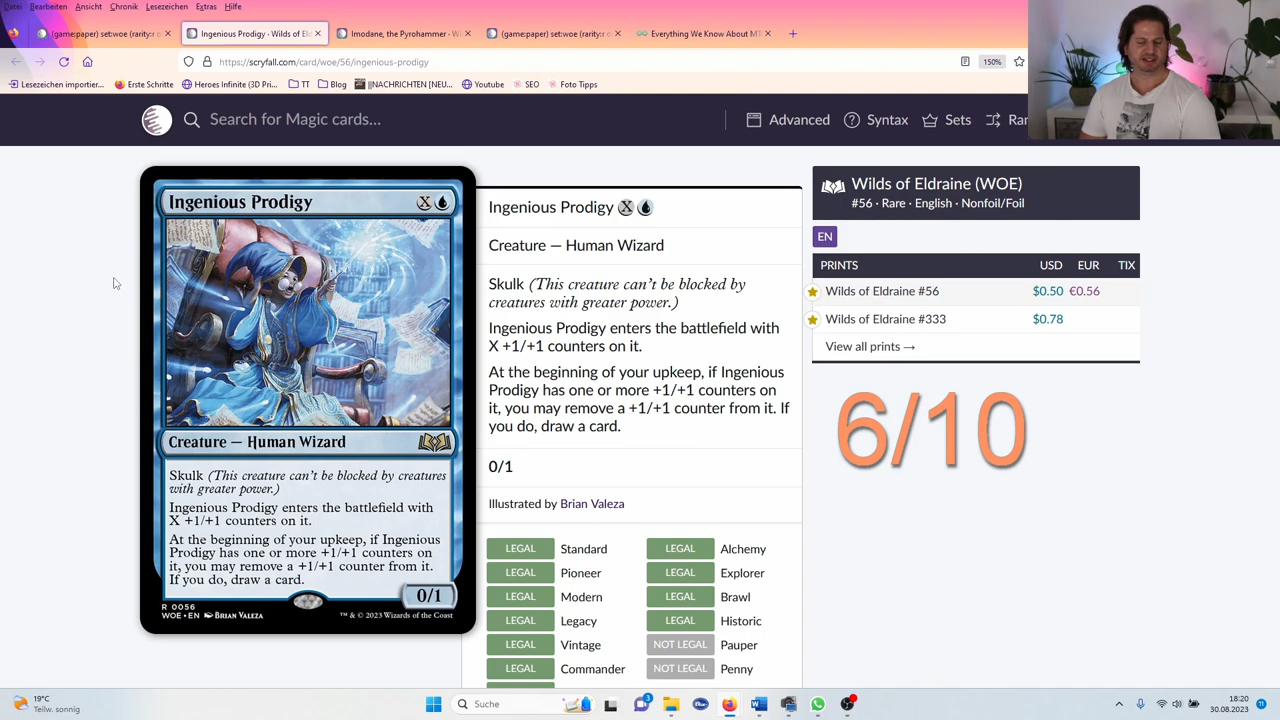 Datei Bearbeiten Ansicht Chronik Lesezeichen Extras Hilfe
(game:paper) set:woe (rarity:r o
Ingenious Prodigy · Wilds of El
Imodane, the Pyrohammer · W
(game:paper) set:woe (rarity:r o
Everything We Know About MT
https://scryfall.com/card/woe/56/ingenious-prodigy
150%
Lesezeichen importier...
Erste Schritte
Heroes Infinite (3D Pri...
TT
Blog
||NACHRICHTEN [NEU...
Youtube
SEO
Foto Tipps
Search for Magic cards...
Advanced
Syntax
Sets
Ran
Ingenious Prodigy X
Skulk (This creature can't be blocked by creatures
with greater power.)
Ingenious Prodigy enters the battlefield with
X +1/+1 counters on it.
At the beginning of your upkeep, if Ingenious
Prodigy has one or more +1/+1 counters on
it, you may remove a +1/+1 counter from it.
If you do, draw a card.
Creature — Human Wizard
0/1
R 0056
WOE • EN BRIAN VALEZA
™ & © 2023 Wizards of the Coast
Ingenious Prodigy X
Creature — Human Wizard
Skulk (This creature can't be blocked by
creatures with greater power.)
Ingenious Prodigy enters the battlefield with
X +1/+1 counters on it.
At the beginning of your upkeep, if Ingenious
Prodigy has one or more +1/+1 counters on
it, you may remove a +1/+1 counter from it. If
you do, draw a card.
0/1
Illustrated by Brian Valeza
LEGAL Standard LEGAL Alchemy
LEGAL Pioneer LEGAL Explorer
LEGAL Modern LEGAL Brawl
LEGAL Legacy LEGAL Historic
LEGAL Vintage NOT LEGAL Pauper
LEGAL Commander NOT LEGAL Penny
Wilds of Eldraine (WOE)
#56 · Rare · English · Nonfoil/Foil
EN
PRINTS USD EUR TIX
Wilds of Eldraine #56 $0.50 €0.56
Wilds of Eldraine #333 $0.78
View all prints →
6/10
19°C
Teilw. sonnig
Suche
3
18:20
30.08.2023